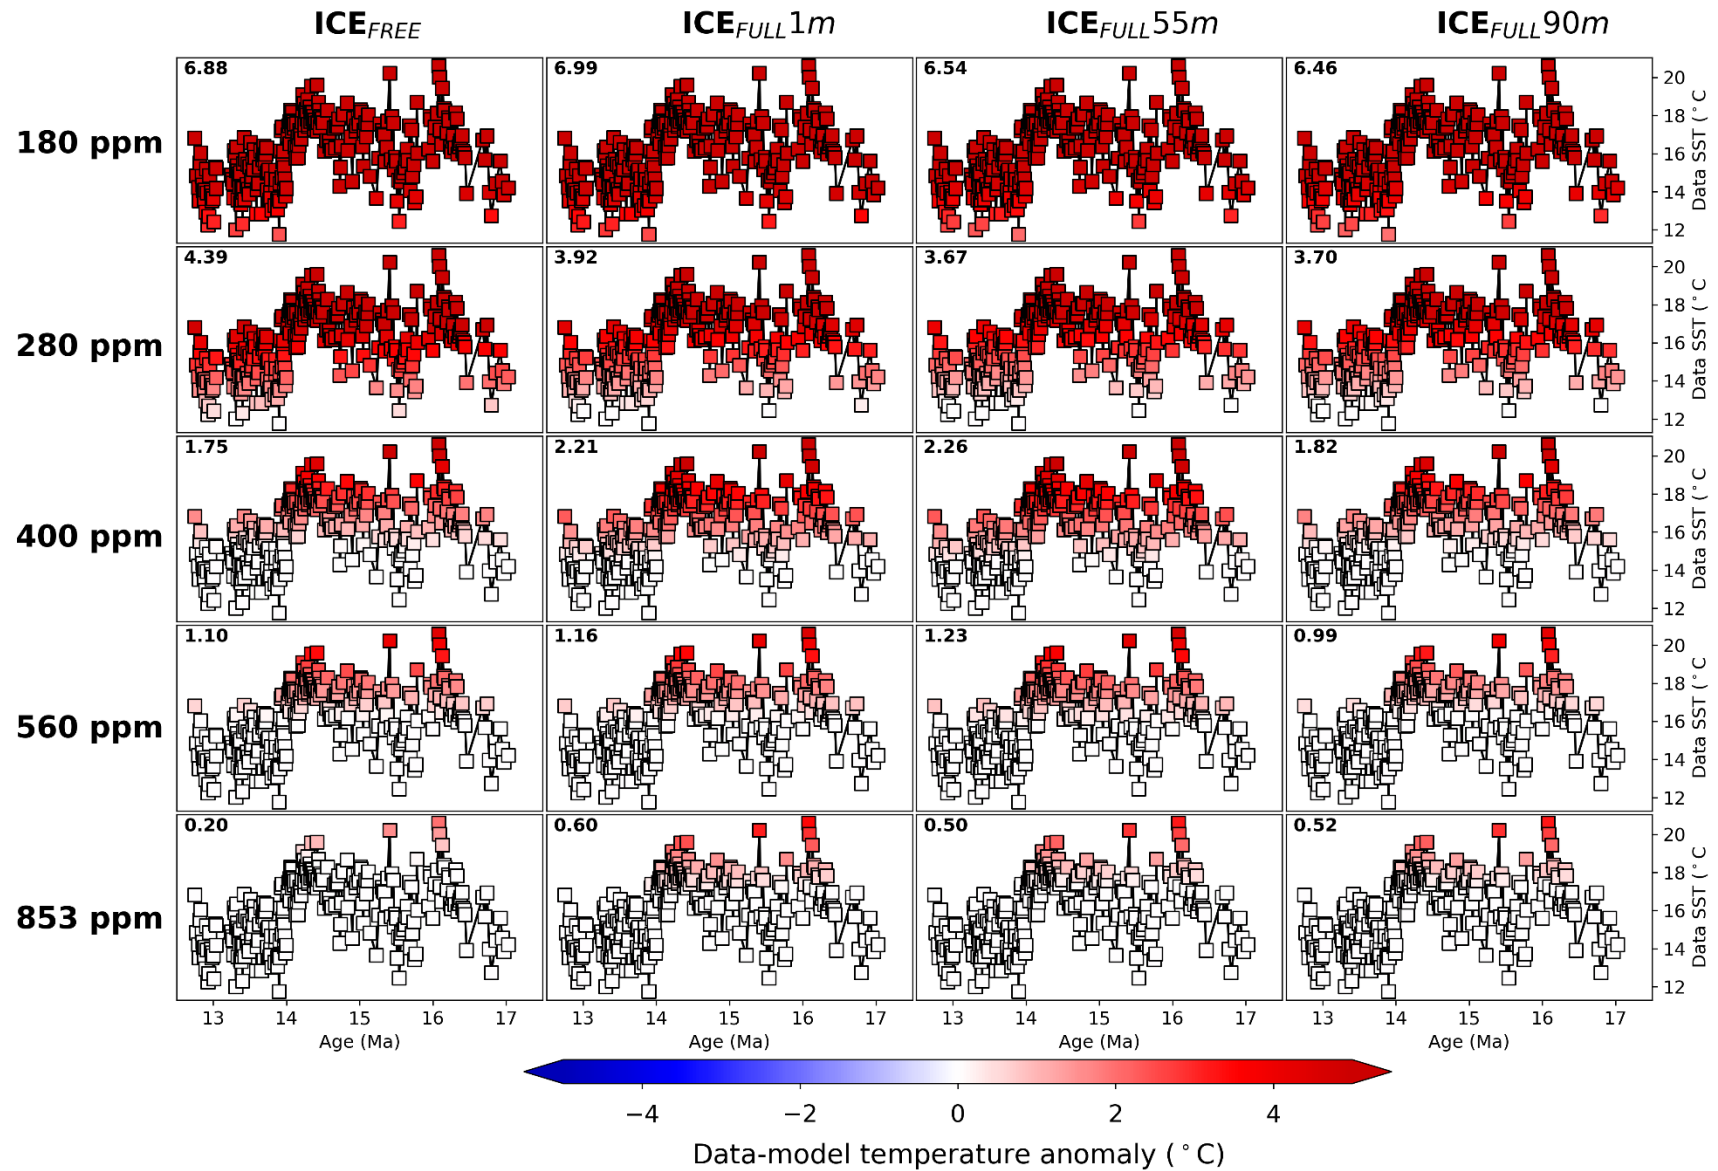 ICE_FREE ICE_FULL 1m ICE_FULL 55m ICE_FULL 90m
180 ppm 6.88 6.99 6.54 6.46
20
18
16
14
12
Data SST (°C
280 ppm 4.39 3.92 3.67 3.70
20
18
16
14
12
Data SST (°C
400 ppm 1.75 2.21 2.26 1.82
20
18
16
14
12
Data SST (°C
560 ppm 1.10 1.16 1.23 0.99
20
18
16
14
12
Data SST (°C
853 ppm 0.20 0.60 0.50 0.52
20
18
16
14
12
Data SST (°C
13 14 15 16 17 13 14 15 16 17 13 14 15 16 17 13 14 15 16 17
Age (Ma) Age (Ma) Age (Ma) Age (Ma)
−4 −2 0 2 4
Data-model temperature anomaly (°C)